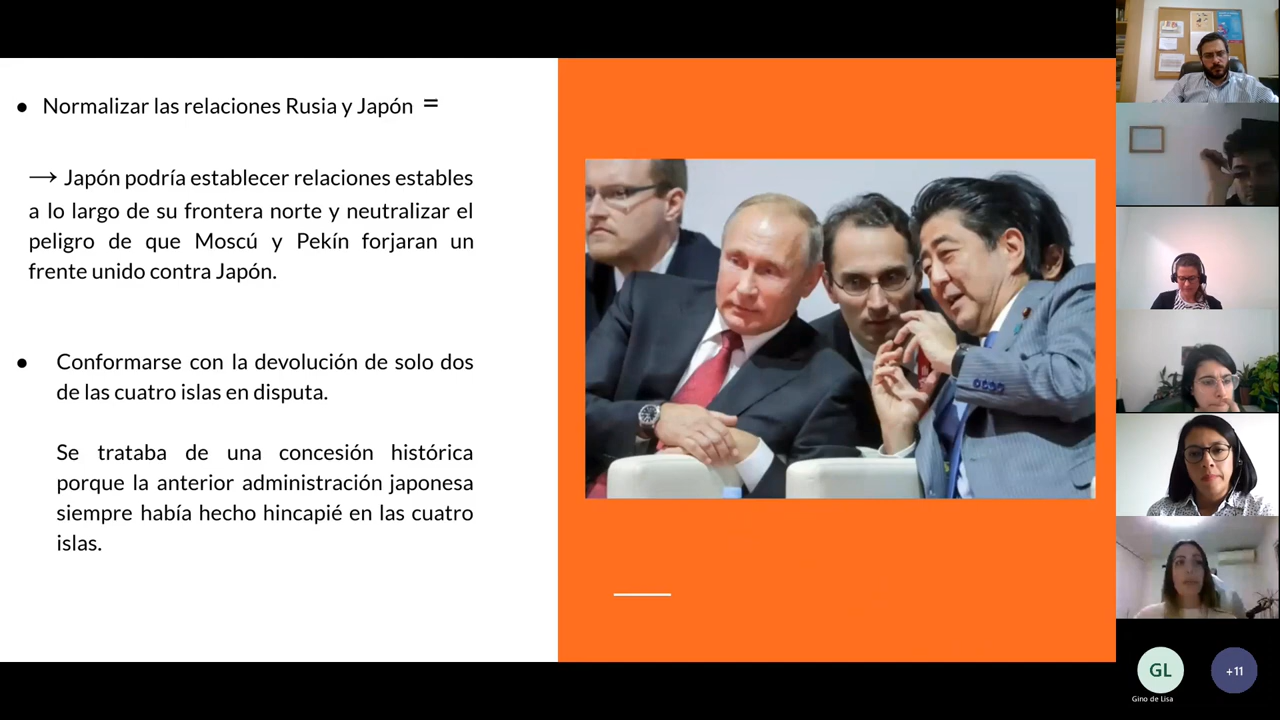 ● Normalizar las relaciones Rusia y Japón =
→ Japón podría establecer relaciones estables
a lo largo de su frontera norte y neutralizar el
peligro de que Moscú y Pekín forjaran un
frente unido contra Japón.
● Conformarse con la devolución de solo dos
de las cuatro islas en disputa.
Se trataba de una concesión histórica
porque la anterior administración japonesa
siempre había hecho hincapié en las cuatro
islas.
GL
Gino de Lisa
+11